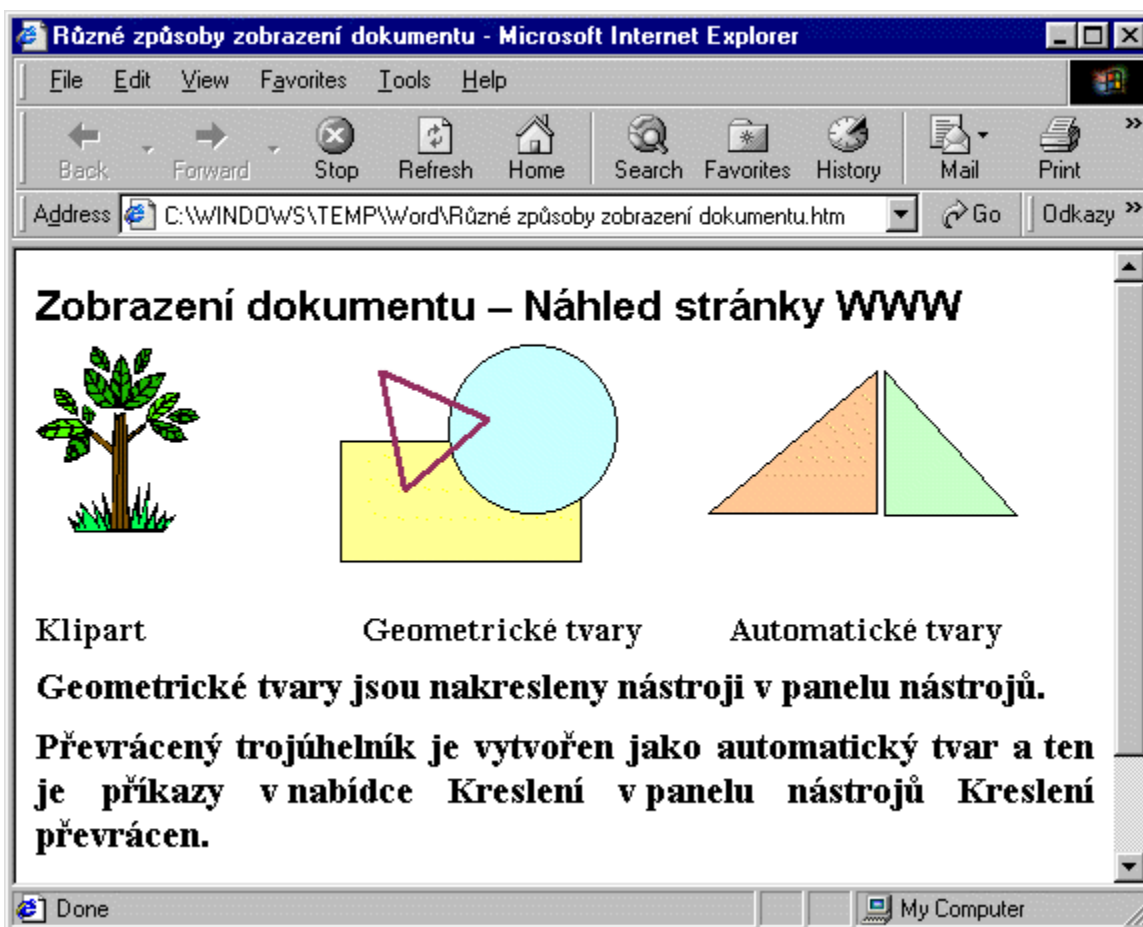 Různé způsoby zobrazení dokumentu - Microsoft Internet Explorer
File Edit View Favorites Tools Help
Back Forward Stop Refresh Home Search Favorites History Mail Print »
Address C:\WINDOWS\TEMP\Word\Různé způsoby zobrazení dokumentu.htm Go Odkazy »
Zobrazení dokumentu – Náhled stránky WWW
Klipart Geometrické tvary Automatické tvary
Geometrické tvary jsou nakresleny nástroji v panelu nástrojů.
Převrácený trojúhelník je vytvořen jako automatický tvar a ten
je příkazy v nabídce Kreslení v panelu nástrojů Kreslení
převrácen.
Done My Computer